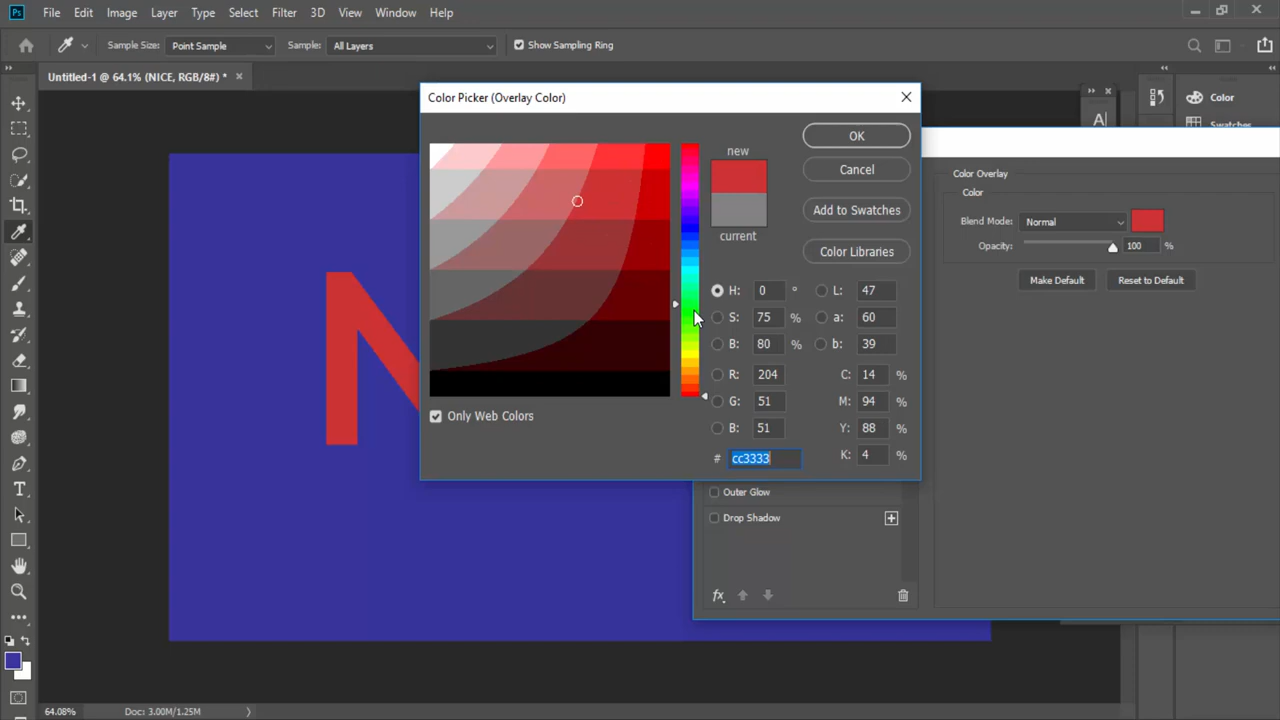 Ps File Edit Image Layer Type Select Filter 3D View Window Help
Sample Size: Point Sample Sample: All Layers Show Sampling Ring
Untitled-1 @ 64.1% (NICE, RGB/8#) * ×
Color Picker (Overlay Color)
OK
Cancel
Add to Swatches
Color Libraries
new
current
H: 0 °
S: 75 %
B: 80 %
R: 204
G: 51
B: 51
# cc3333
L: 47
a: 60
b: 39
C: 14 %
M: 94 %
Y: 88 %
K: 4 %
Only Web Colors
A|
Color
Swatches
Color Overlay
Color
Blend Mode: Normal
Opacity: 100 %
Make Default Reset to Default
Outer Glow
Drop Shadow
fx
N
T
64.08% Doc: 3.00M/1.25M